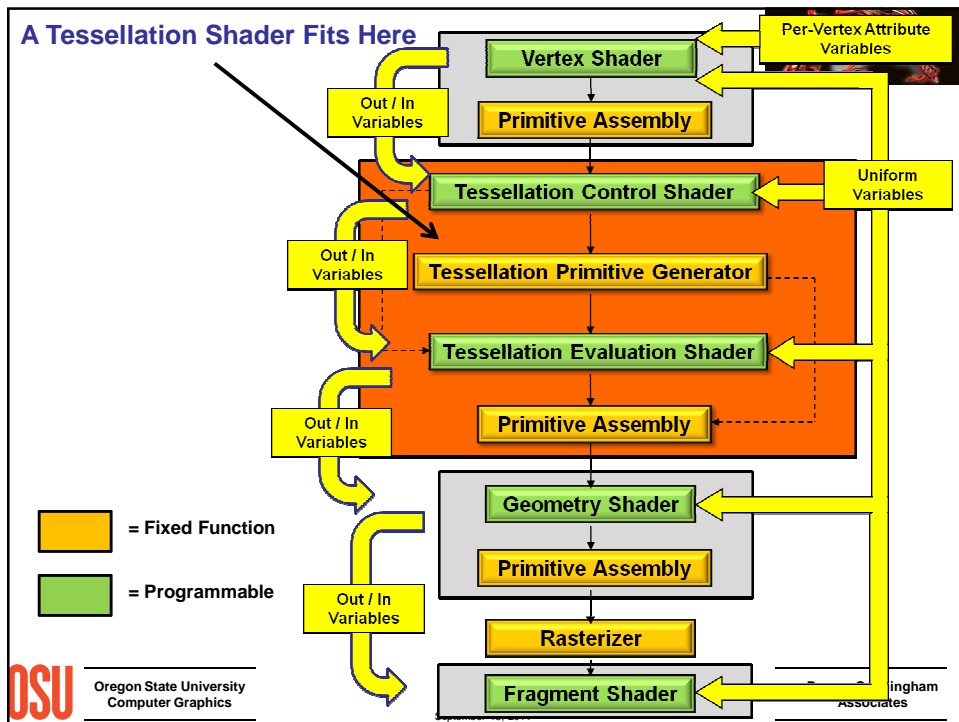 A Tessellation Shader Fits Here
Per-Vertex Attribute
Variables
Vertex Shader
Out / In
Variables
Primitive Assembly
Uniform
Variables
Tessellation Control Shader
Out / In
Variables
Tessellation Primitive Generator
Tessellation Evaluation Shader
Out / In
Variables
Primitive Assembly
Geometry Shader
= Fixed Function
Primitive Assembly
= Programmable
Out / In
Variables
Rasterizer
Fragment Shader
OSU
Oregon State University
Computer Graphics
Associates